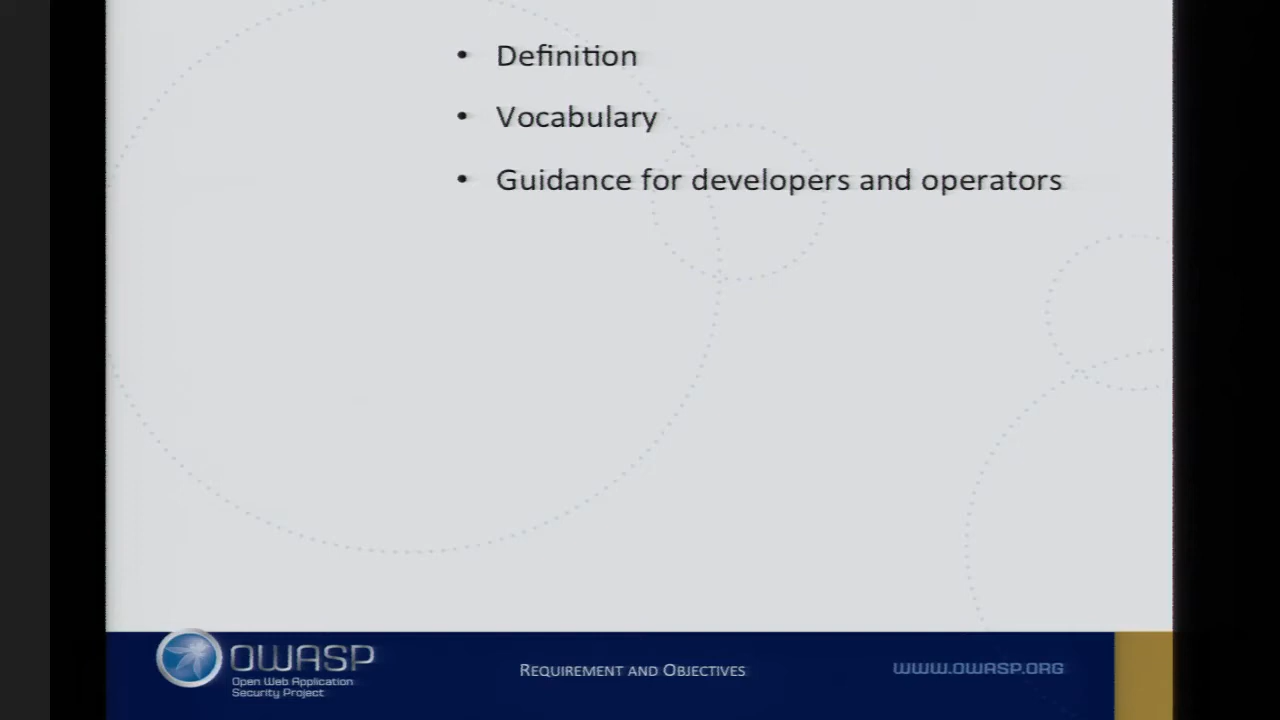 • Definition
• Vocabulary
• Guidance for developers and operators
OWASP
Open Web Application
Security Project
REQUIREMENT AND OBJECTIVES
WWW.OWASP.ORG